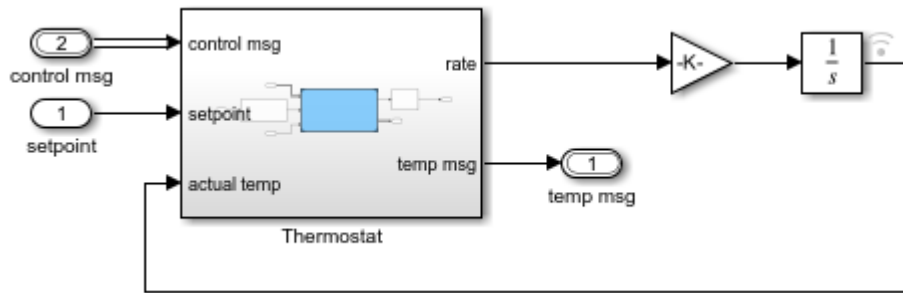 2
control msg
1
setpoint
control msg
setpoint
actual temp
rate
temp msg
Thermostat
1
temp msg
-K-
1
s